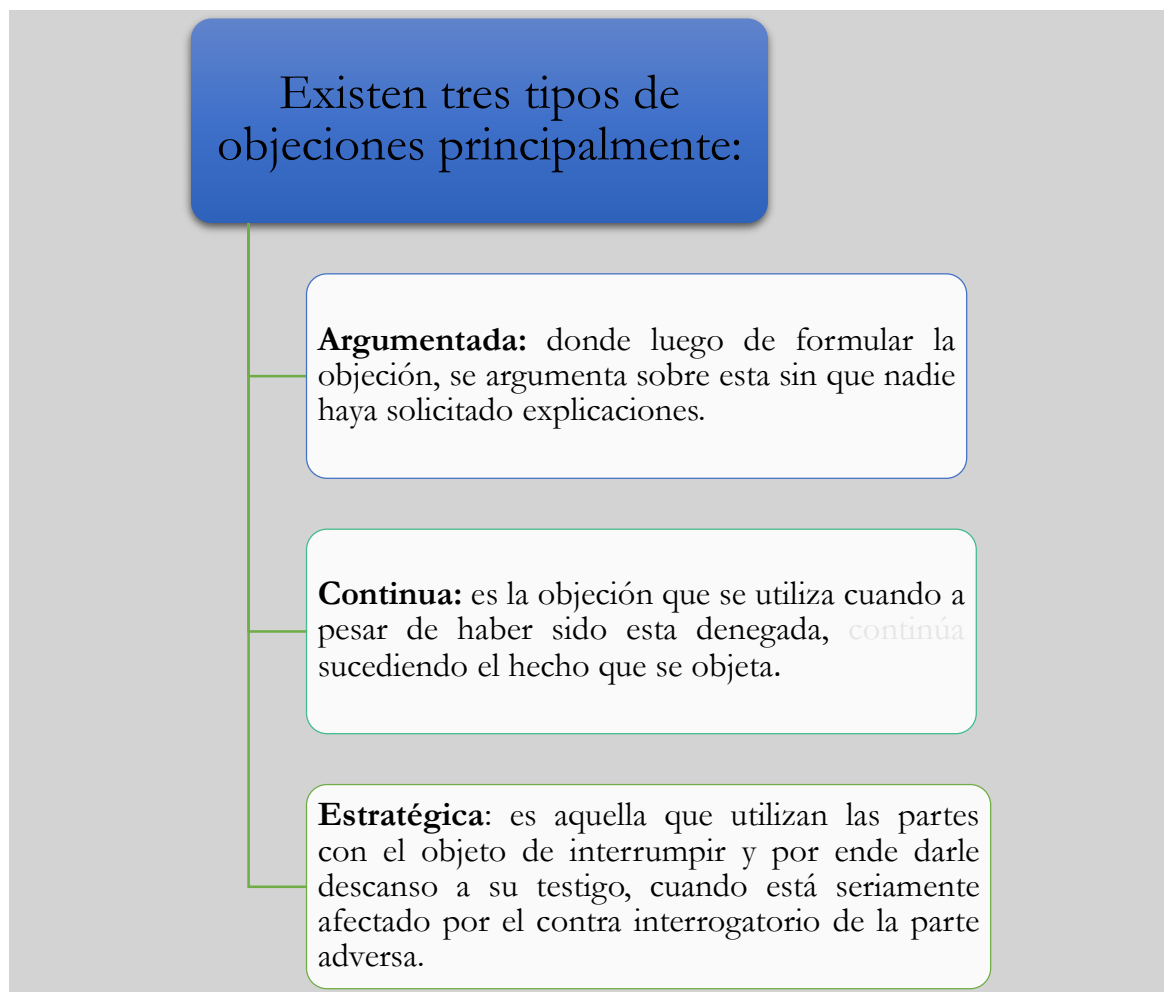 Existen tres tipos de
objeciones principalmente:
Argumentada: donde luego de formular la
objeción, se argumenta sobre esta sin que nadie
haya solicitado explicaciones.
Continua: es la objeción que se utiliza cuando a
pesar de haber sido esta denegada, continúa
sucediendo el hecho que se objeta.
Estratégica: es aquella que utilizan las partes
con el objeto de interrumpir y por ende darle
descanso a su testigo, cuando está seriamente
afectado por el contra interrogatorio de la parte
adversa.